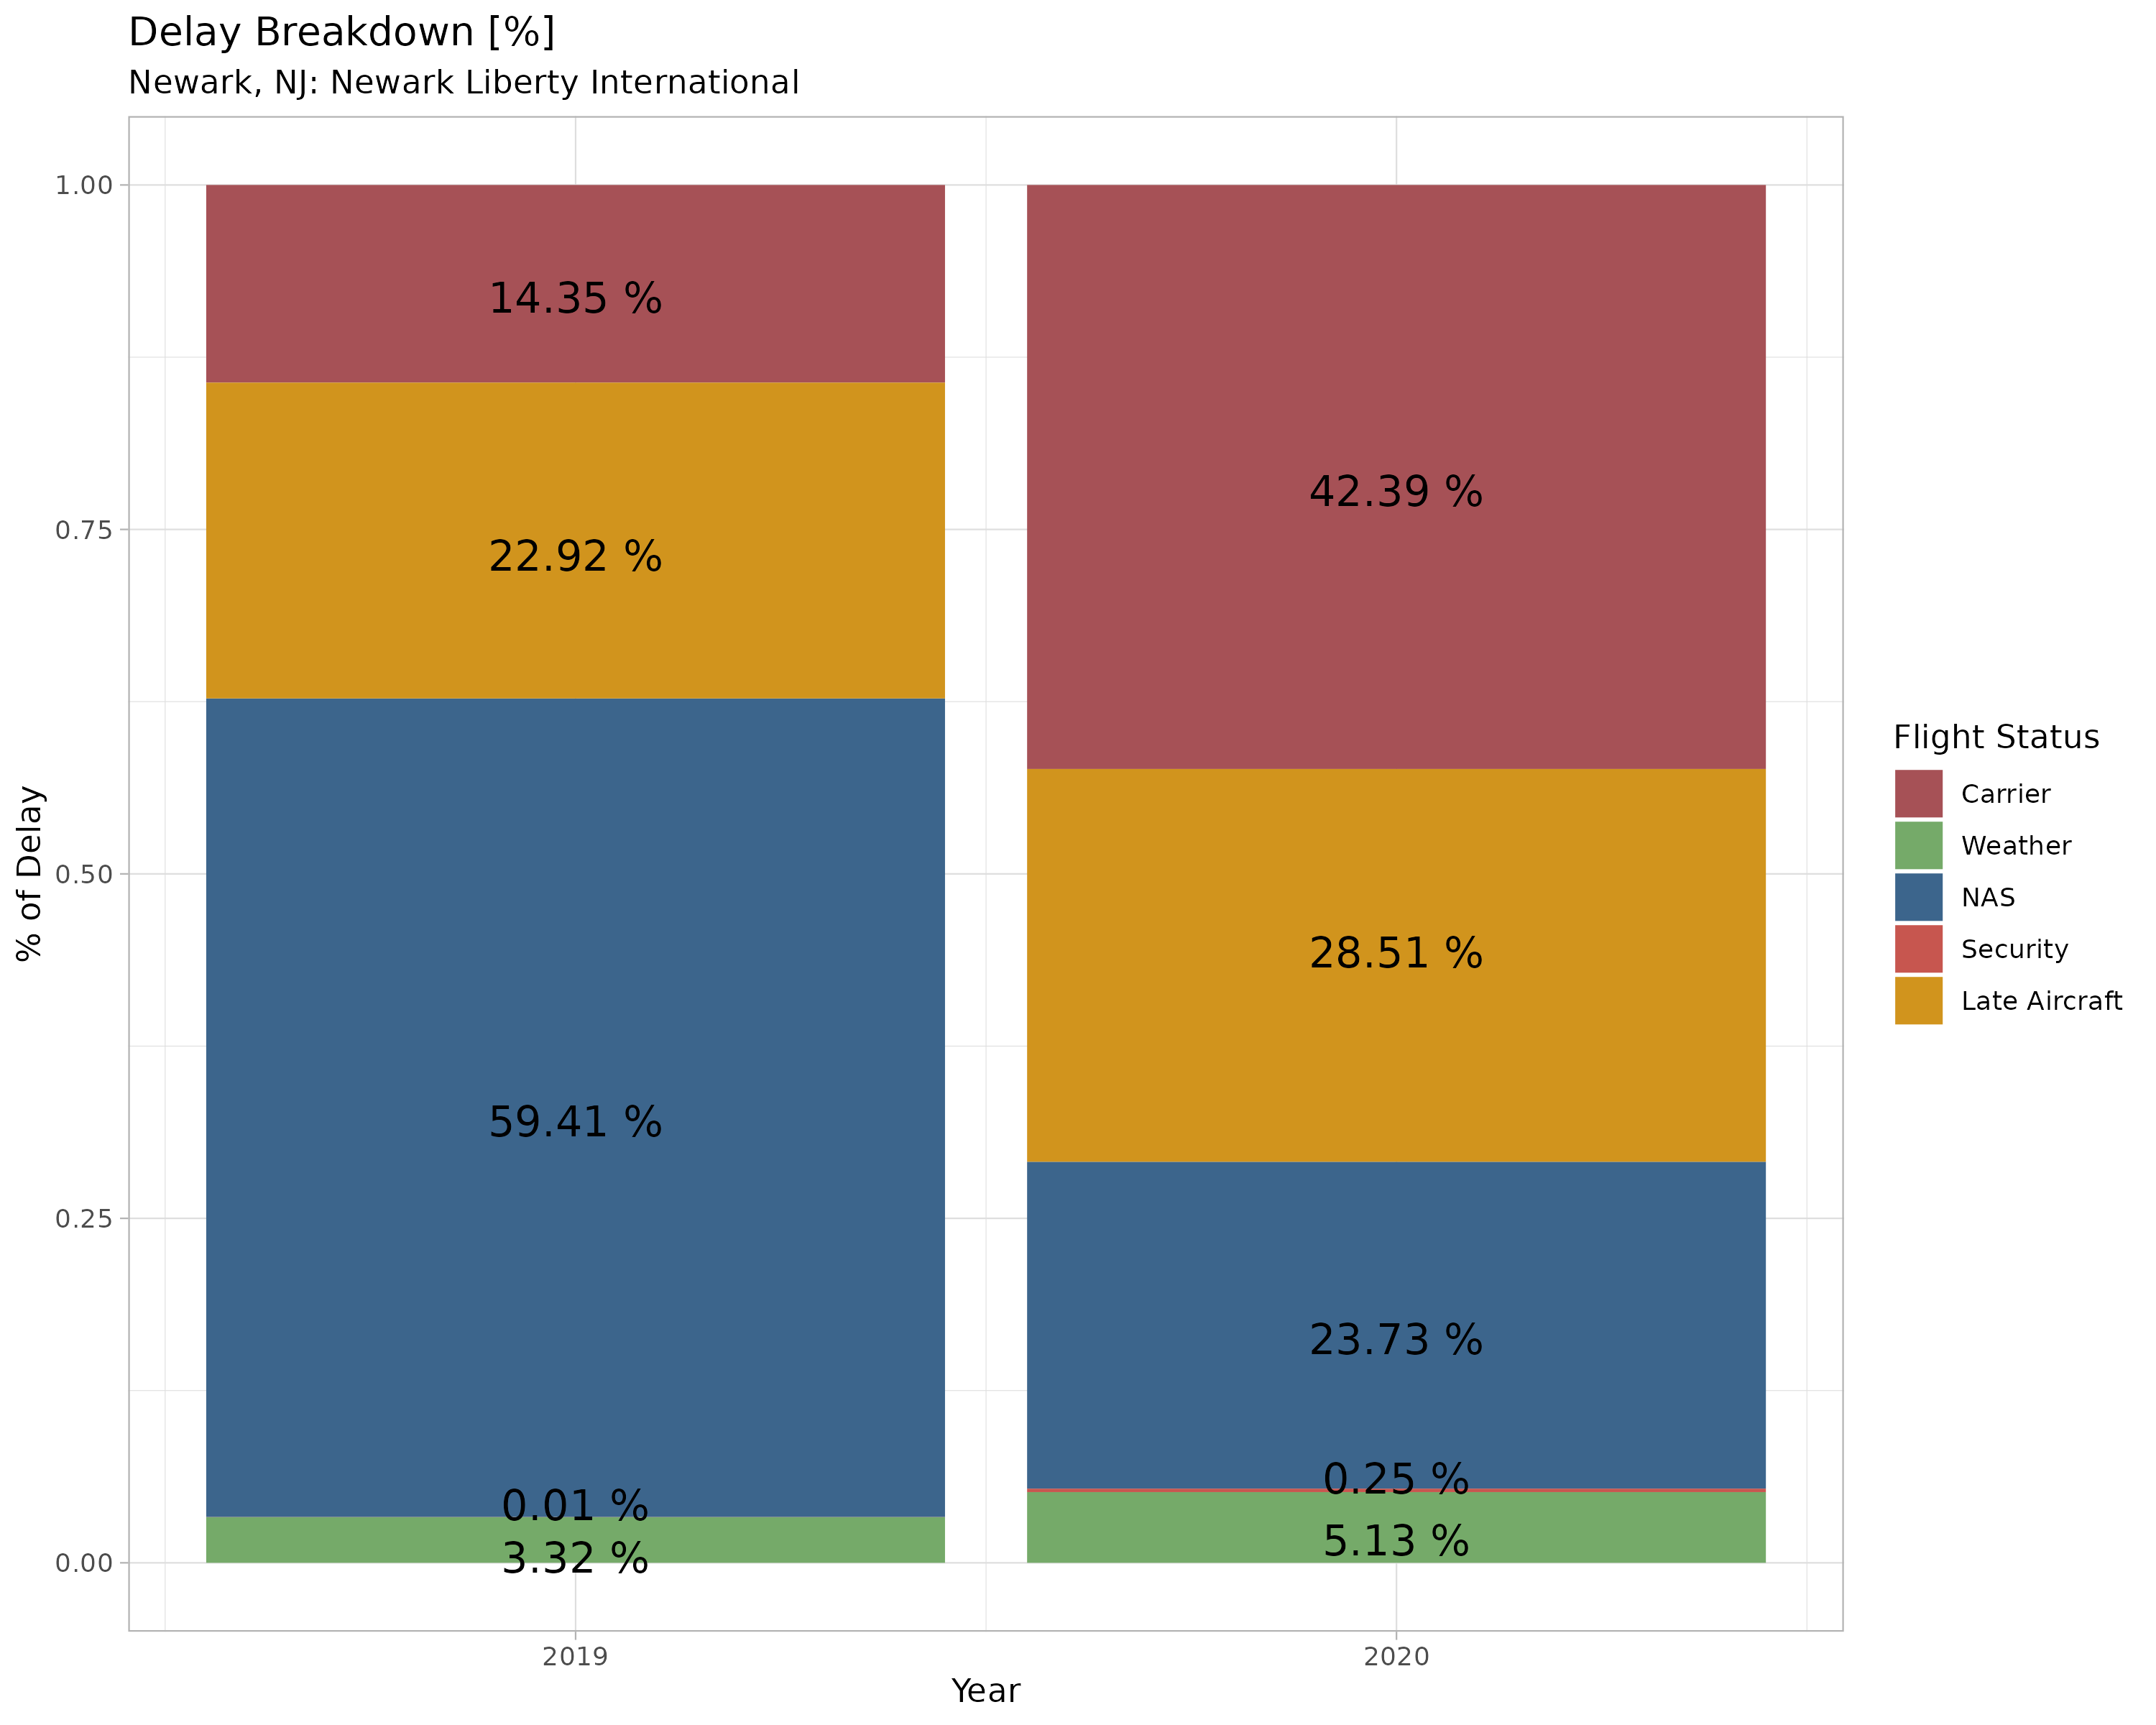 Delay Breakdown [%]
Newark, NJ: Newark Liberty International
1.00
0.75
0.50
0.25
0.00
% of Delay
14.35 %
22.92 %
59.41 %
0.01 %
3.32 %
42.39 %
28.51 %
23.73 %
0.25 %
5.13 %
2019
2020
Year
Flight Status
Carrier
Weather
NAS
Security
Late Aircraft